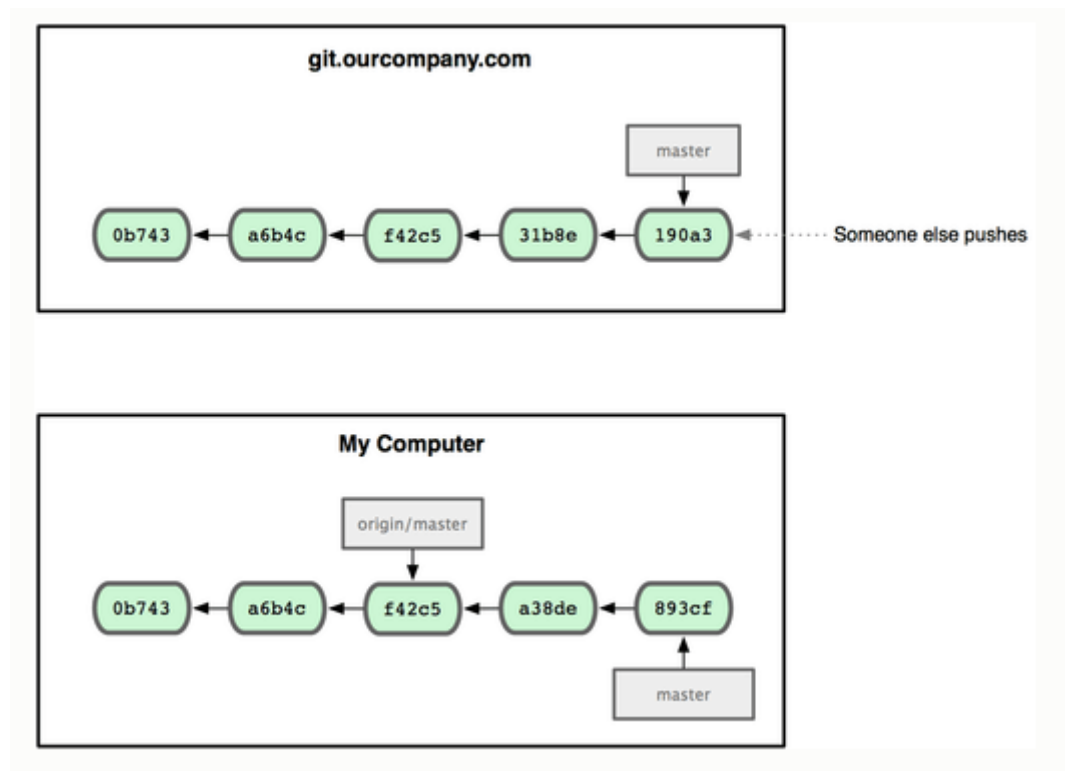 git.ourcompany.com
master
0b743 a6b4c f42c5 31b8e 190a3 Someone else pushes
My Computer
origin/master
0b743 a6b4c f42c5 a38de 893cf
master